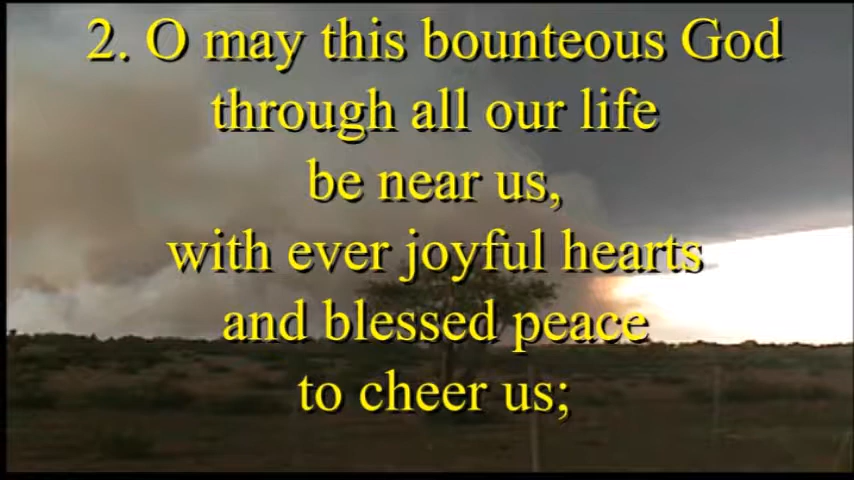 2. O may this bounteous God
through all our life
be near us,
with ever joyful hearts
and blessed peace
to cheer us;